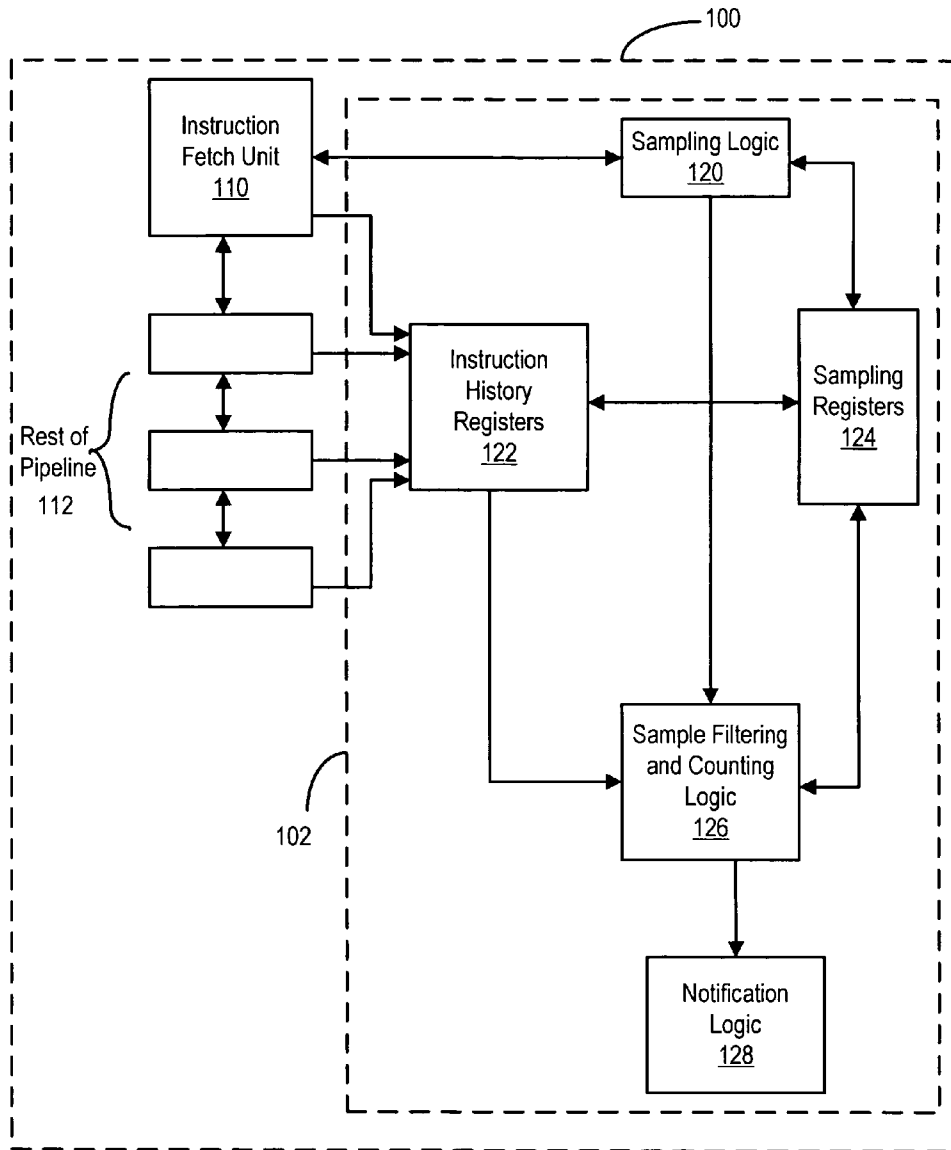 100
Instruction
Fetch Unit
110
Sampling Logic
120
Instruction
History
Registers
122
Sampling
Registers
124
Rest of
Pipeline
112
Sample Filtering
and Counting
Logic
126
102
Notification
Logic
128